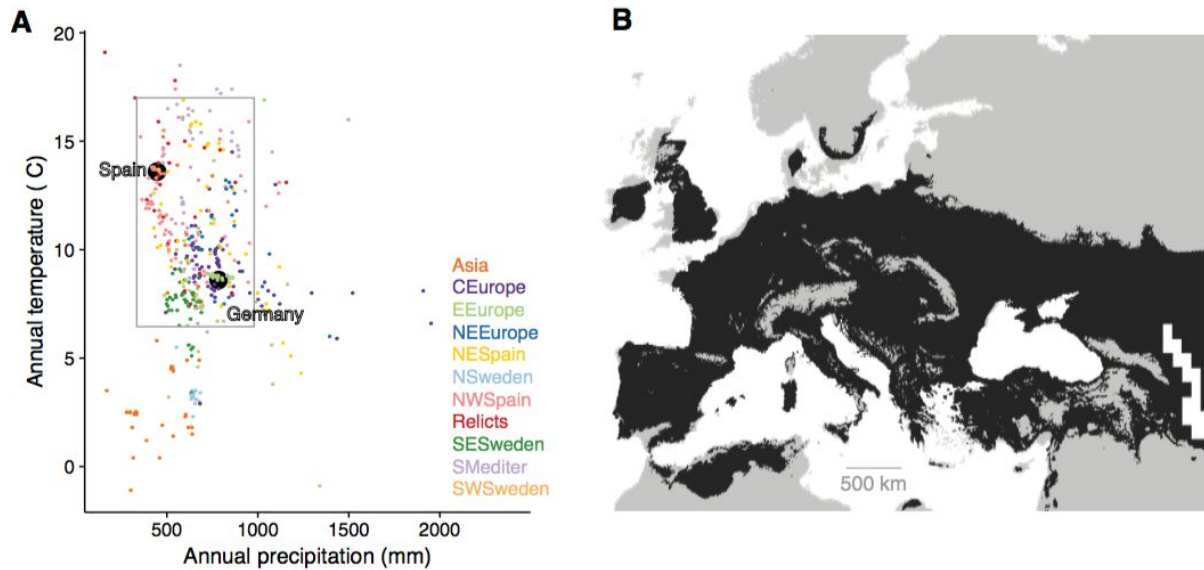 A
B
20
15
10
5
0
Annual temperature ( C)
Spain
Germany
Asia
CEurope
EEurope
NEEurope
NESpain
NSweden
NWSpain
Relicts
SESweden
SMediter
SWSweden
500
1000
1500
2000
Annual precipitation (mm)
500 km